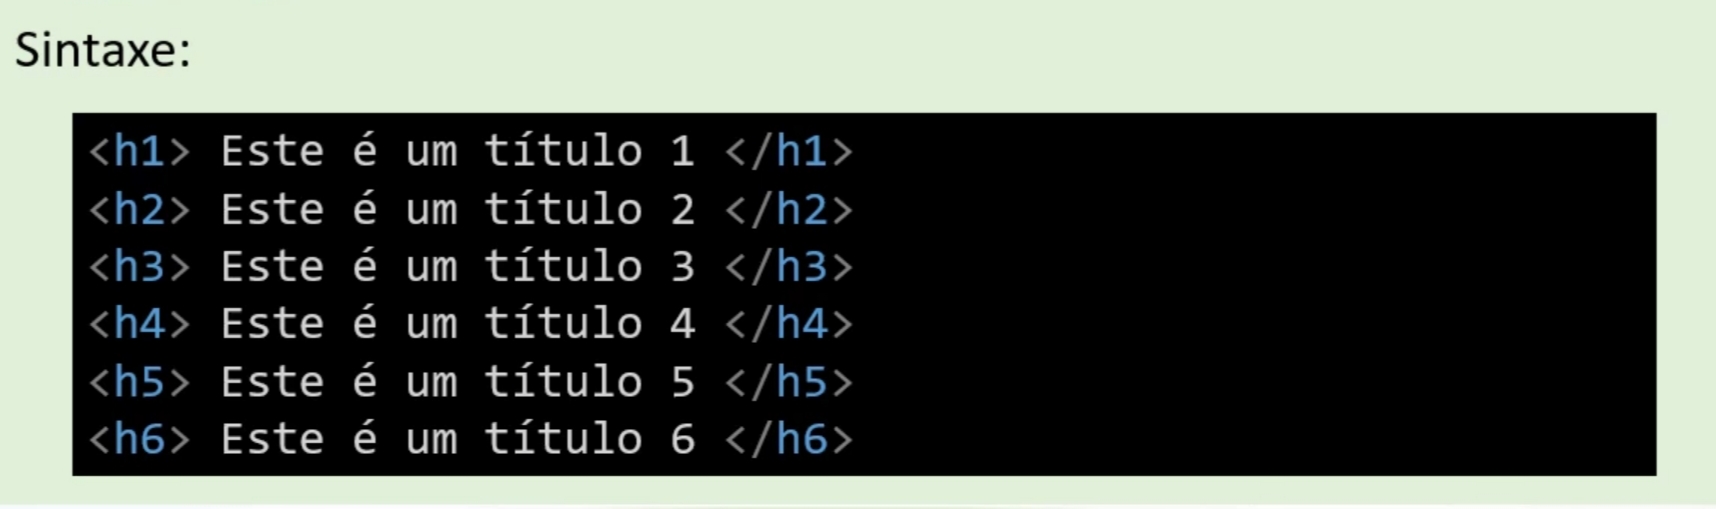 Sintaxe:
<h1> Este é um título 1 </h1>
<h2> Este é um título 2 </h2>
<h3> Este é um título 3 </h3>
<h4> Este é um título 4 </h4>
<h5> Este é um título 5 </h5>
<h6> Este é um título 6 </h6>